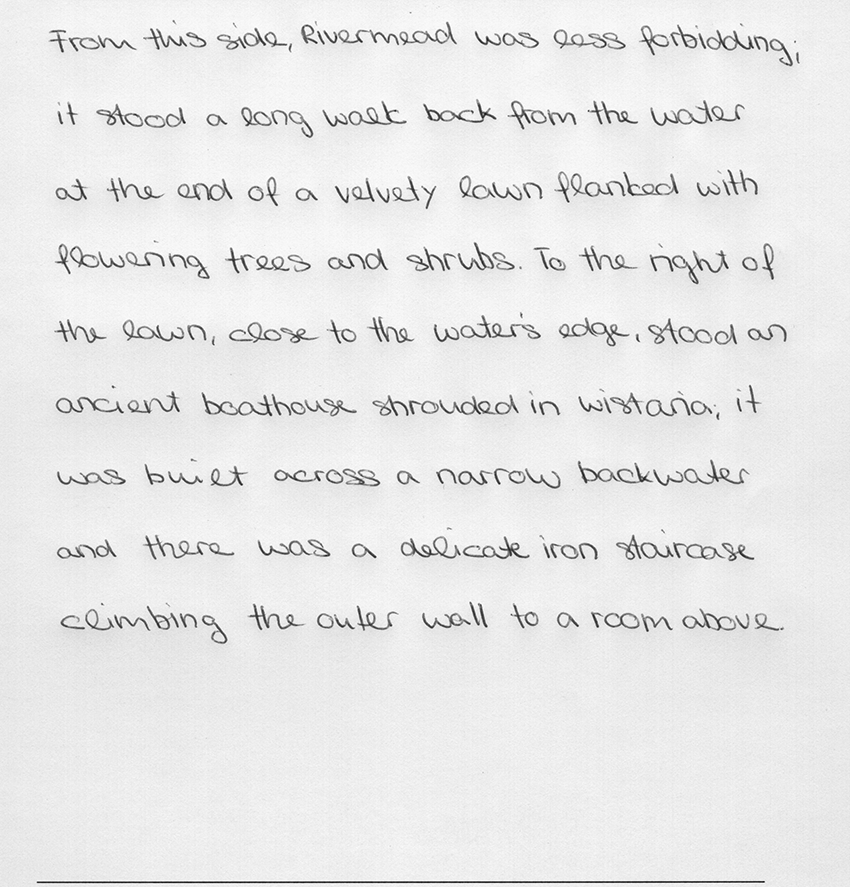 From this side, Rivermead was less forbidding;
it stood a long walk back from the water
at the end of a velvety lawn flanked with
flowering trees and shrubs. To the right of
the lawn, close to the water's edge, stood an
ancient boathouse shrouded in wistaria; it
was built across a narrow backwater
and there was a delicate iron staircase
climbing the outer wall to a room above.